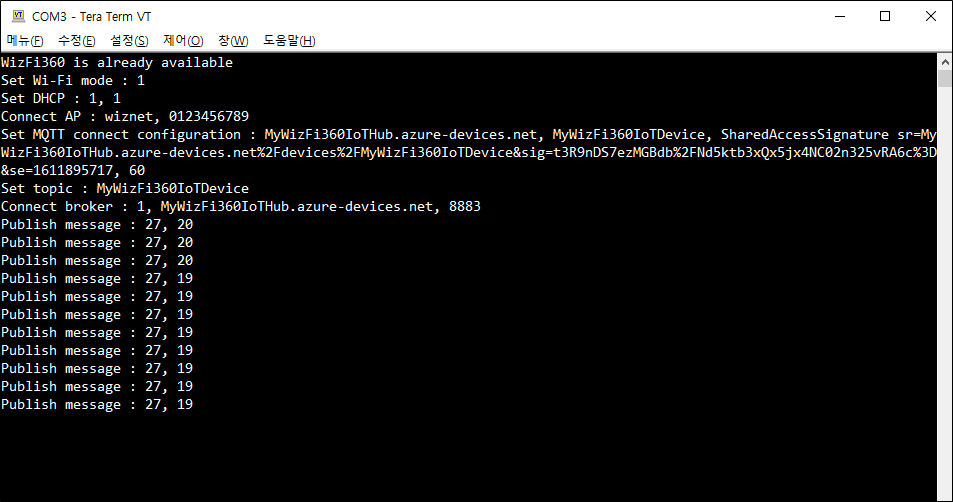 VT
COM3 - Tera Term VT
메뉴(F) 수정(E) 설정(S) 제어(O) 창(W) 도움말(H)
WizFi360 is already available
Set Wi-Fi mode : 1
Set DHCP : 1, 1
Connect AP : wiznet, 0123456789
Set MQTT connect configuration : MyWizFi360IoTHub.azure-devices.net, MyWizFi360IoTDevice, SharedAccessSignature sr=My
WizFi360IoTHub.azure-devices.net%2Fdevices%2FMyWizFi360IoTDevice&sig=t3R9nDS7ezMGBdb%2FNd5ktb3xQx5jx4NC02n325vRA6c%3D
&se=1611895717, 60
Set topic : MyWizFi360IoTDevice
Connect broker : 1, MyWizFi360IoTHub.azure-devices.net, 8883
Publish message : 27, 20
Publish message : 27, 20
Publish message : 27, 20
Publish message : 27, 19
Publish message : 27, 19
Publish message : 27, 19
Publish message : 27, 19
Publish message : 27, 19
Publish message : 27, 19
Publish message : 27, 19
Publish message : 27, 19